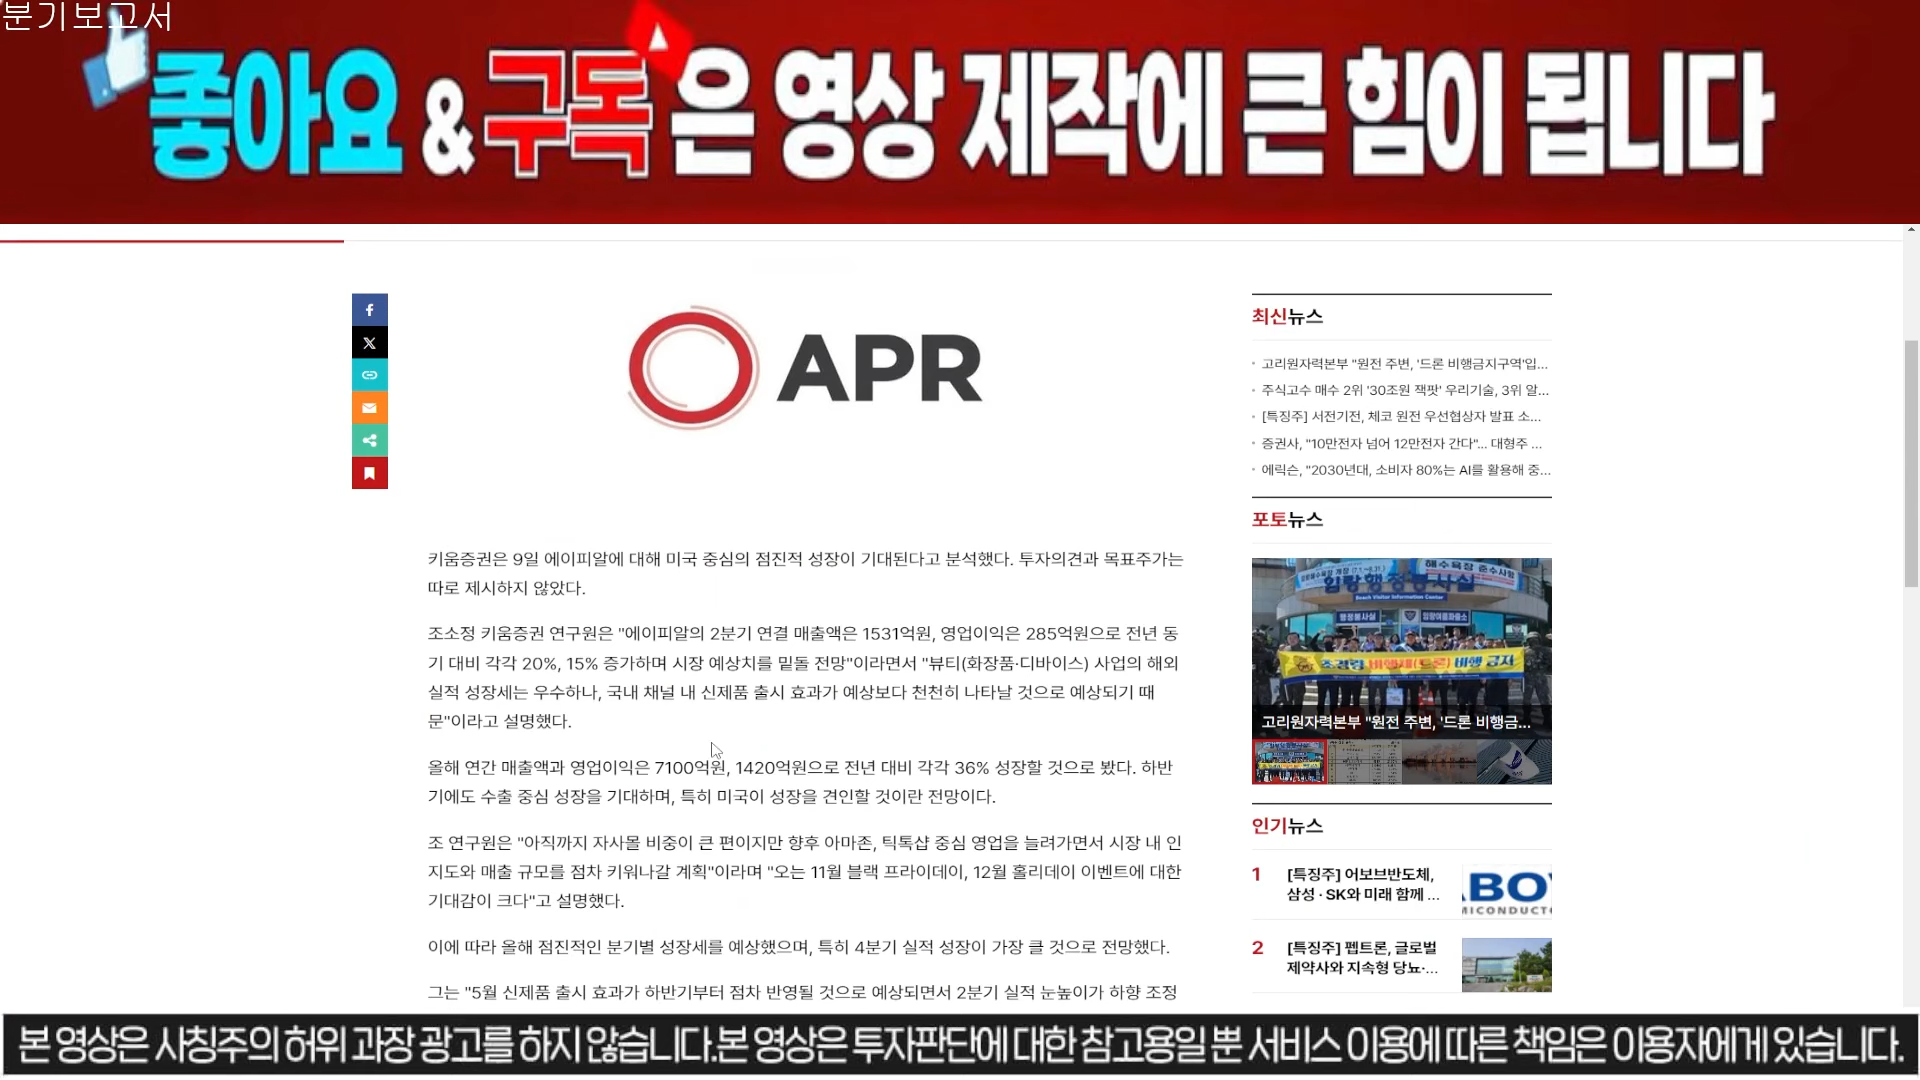 분기보고서
좋아요 & 구독은 영상 제작에 큰 힘이 됩니다
APR
키움증권은 9일 에이피알에 대해 미국 중심의 점진적 성장이 기대된다고 분석했다. 투자의견과 목표주가는
따로 제시하지 않았다.
조소정 키움증권 연구원은 "에이피알의 2분기 연결 매출액은 1531억원, 영업이익은 285억원으로 전년 동
기 대비 각각 20%, 15% 증가하며 시장 예상치를 밑돌 전망"이라면서 "뷰티(화장품·디바이스) 사업의 해외
실적 성장세는 우수하나, 국내 채널 내 신제품 출시 효과가 예상보다 천천히 나타날 것으로 예상되기 때
문"이라고 설명했다.
올해 연간 매출액과 영업이익은 7100억원, 1420억원으로 전년 대비 각각 36% 성장할 것으로 봤다. 하반
기에도 수출 중심 성장을 기대하며, 특히 미국이 성장을 견인할 것이란 전망이다.
조 연구원은 "아직까지 자사몰 비중이 큰 편이지만 향후 아마존, 틱톡샵 중심 영업을 늘려가면서 시장 내 인
지도와 매출 규모를 점차 키워나갈 계획"이라며 "오는 11월 블랙 프라이데이, 12월 홀리데이 이벤트에 대한
기대감이 크다"고 설명했다.
이에 따라 올해 점진적인 분기별 성장세를 예상했으며, 특히 4분기 실적 성장이 가장 클 것으로 전망했다.
그는 "5월 신제품 출시 효과가 하반기부터 점차 반영될 것으로 예상되면서 2분기 실적 눈높이가 하향 조정
최신뉴스
고리원자력본부 "원전 주변, '드론 비행금지구역'입...
주식고수 매수 2위 '30조원 잭팟' 우리기술, 3위 알...
[특징주] 서전기전, 체코 원전 우선협상자 발표 소...
증권사, "10만전자 넘어 12만전자 간다"... 대형주 ...
에릭슨, "2030년대, 소비자 80%는 AI를 활용해 중...
포토뉴스
Beach Visitor Information Center
고리원자력본부 "원전 주변, '드론 비행금...
인기뉴스
1 [특징주] 어보브반도체,
삼성·SK와 미래 함께 ...
ABOV
SEMICONDUCTO
2 [특징주] 펩트론, 글로벌
제약사와 지속형 당뇨·...
본 영상은 사칭주의 허위 과장 광고를 하지 않습니다.본 영상은 투자판단에 대한 참고용일 뿐 서비스 이용에 따른 책임은 이용자에게 있습니다.